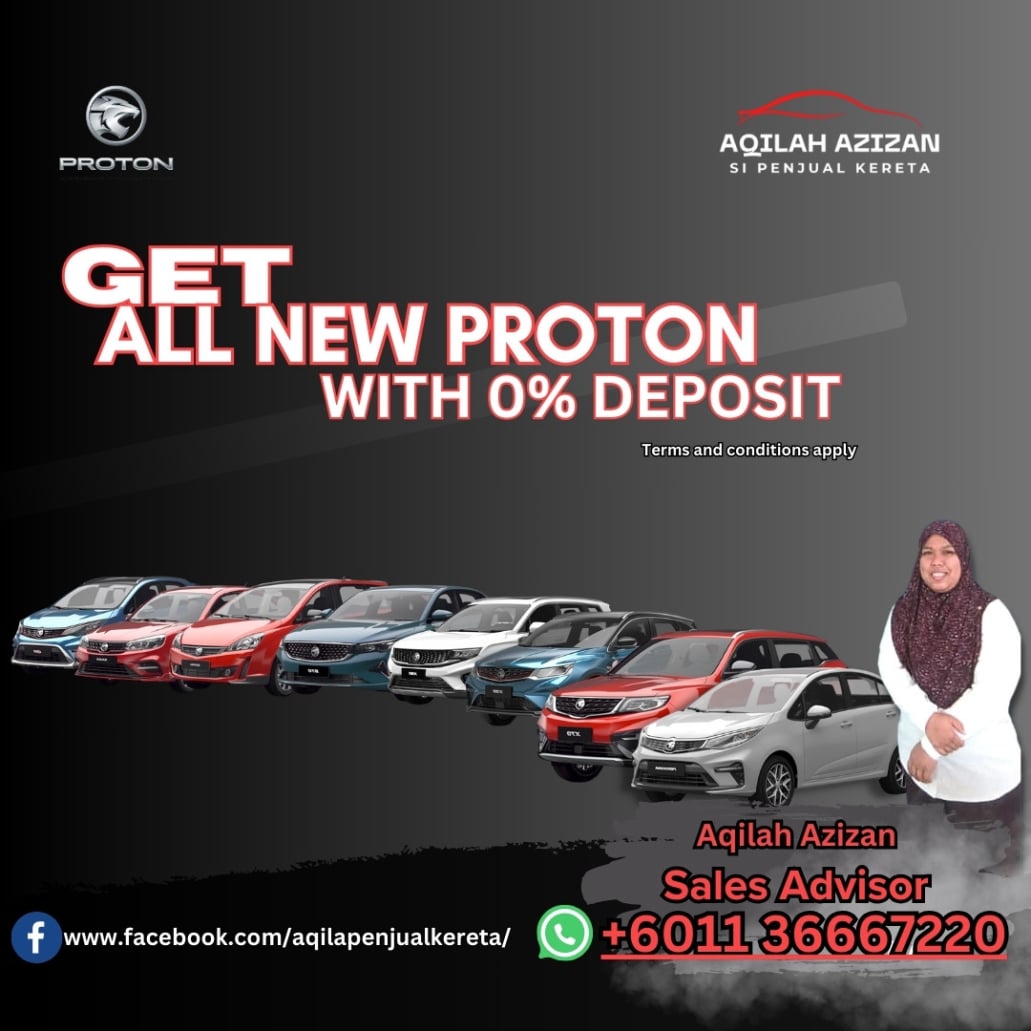 PROTON
AQILAH AZIZAN
SI PENJUAL KERETA
GET
ALL NEW PROTON
WITH 0% DEPOSIT
Terms and conditions apply
Aqilah Azizan
Sales Advisor
www.facebook.com/aqilapenjualkereta/
+6011 36667220